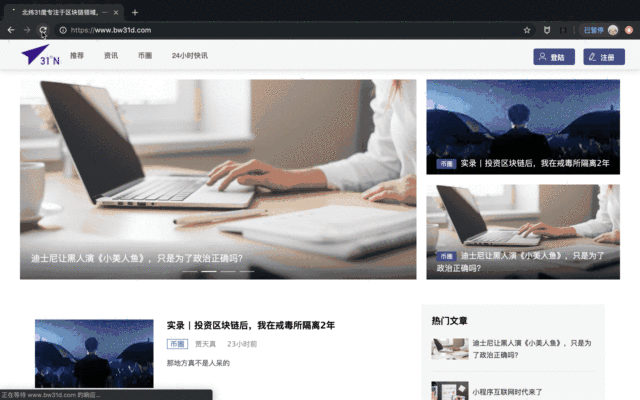 北纬31度专注于区块链领域。
https://www.bw31d.com
已暂停
31°N
推荐
资讯
币圈
24小时快讯
登陆
注册
迪士尼让黑人演《小美人鱼》，只是为了政治正确吗？
币圈 实录 | 投资区块链后，我在戒毒所隔离2年
币圈 迪士尼让黑人演《小美人鱼》，只是为了政治正确吗？
实录 | 投资区块链后，我在戒毒所隔离2年
币圈 贾天真 23小时前
那地方真不是人呆的
热门文章
迪士尼让黑人演《小美人鱼》，只是为了政治正确吗？
小程序互联网时代来了
正在等待 www.bw31d.com 的响应...